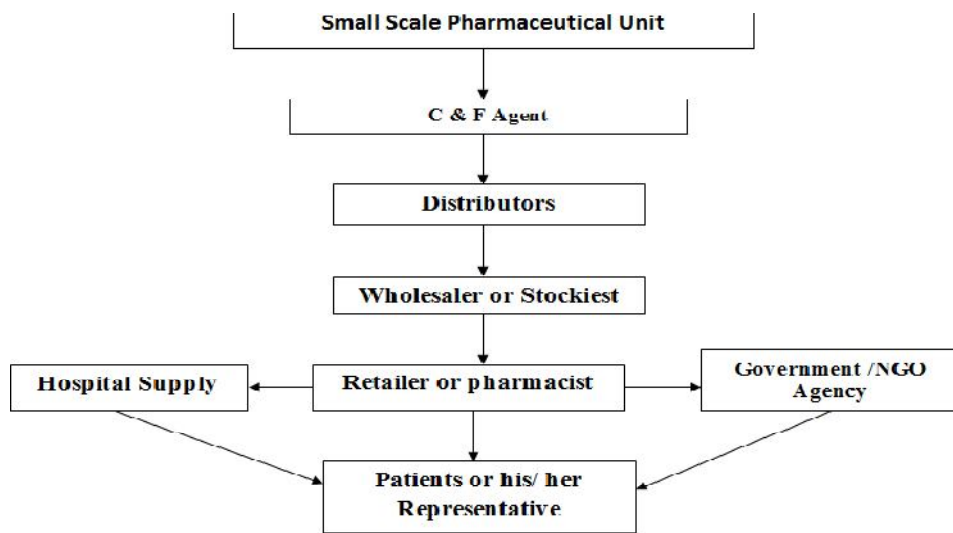 Small Scale Pharmaceutical Unit
C & F Agent
Distributors
Wholesaler or Stockiest
Hospital Supply
Retailer or pharmacist
Government /NGO
Agency
Patients or his/ her
Representative